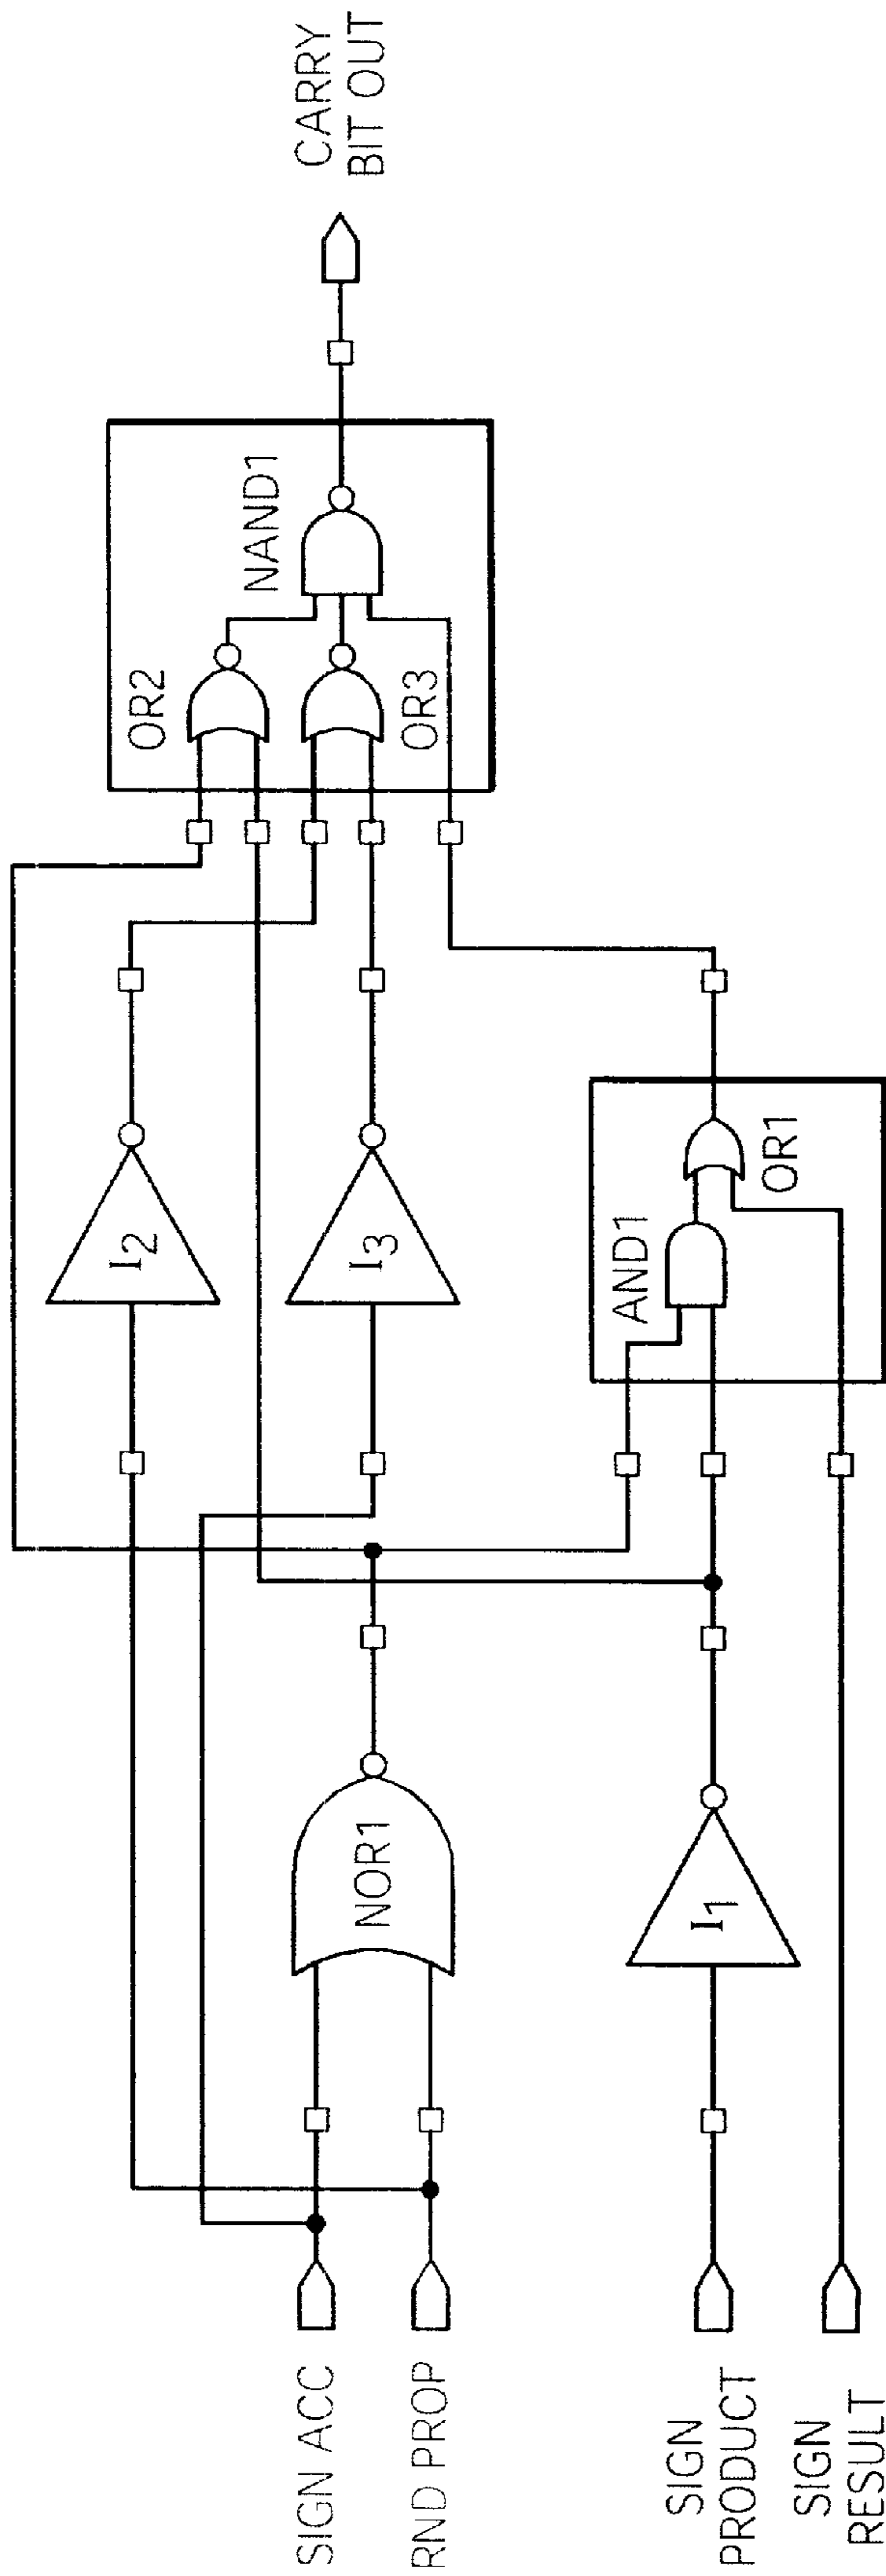 SIGN ACC
RND PROP
SIGN
PRODUCT
SIGN
RESULT
NOR1
I1
I2
I3
AND1
OR1
OR2
OR3
NAND1
CARRY
BIT OUT